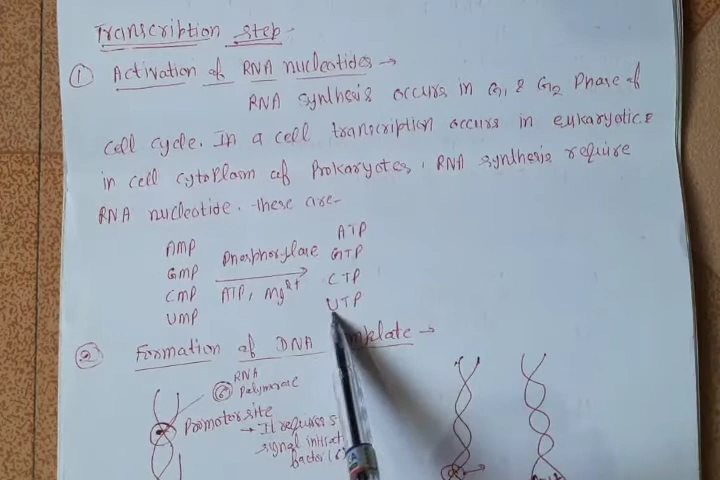 Transcription step -
① Activation of RNA nucleotides →
RNA synthesis occurs in G1 & G2 Phase of
cell cycle. In a cell transcription occurs in eukaryotic &
in cell cytoplasm of Prokaryotes. RNA synthesis require
RNA nucleotide. These are-
AMP Phosphorylase ATP
GMP → GTP
CMP ATP, Mg2+ CTP
UMP UTP
② Formation of DNA Template →
RNA
Polymerase
Promotor site
→ It requires
signal
factor (6)